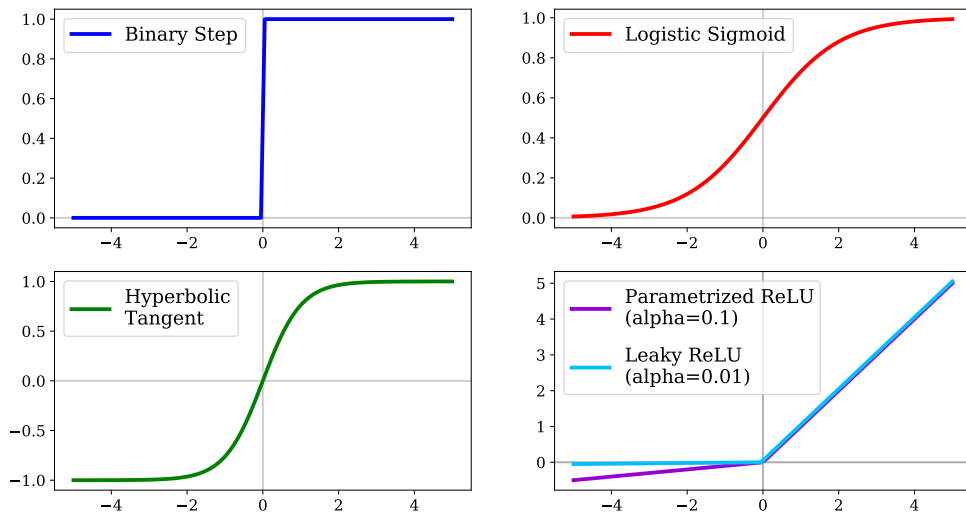 1.0
0.8
0.6
0.4
0.2
0.0
Binary Step
−4 −2 0 2 4
1.0
0.8
0.6
0.4
0.2
0.0
Logistic Sigmoid
−4 −2 0 2 4
1.0
0.5
0.0
−0.5
−1.0
Hyperbolic
Tangent
−4 −2 0 2 4
5
4
3
2
1
0
Parametrized ReLU
(alpha=0.1)
Leaky ReLU
(alpha=0.01)
−4 −2 0 2 4